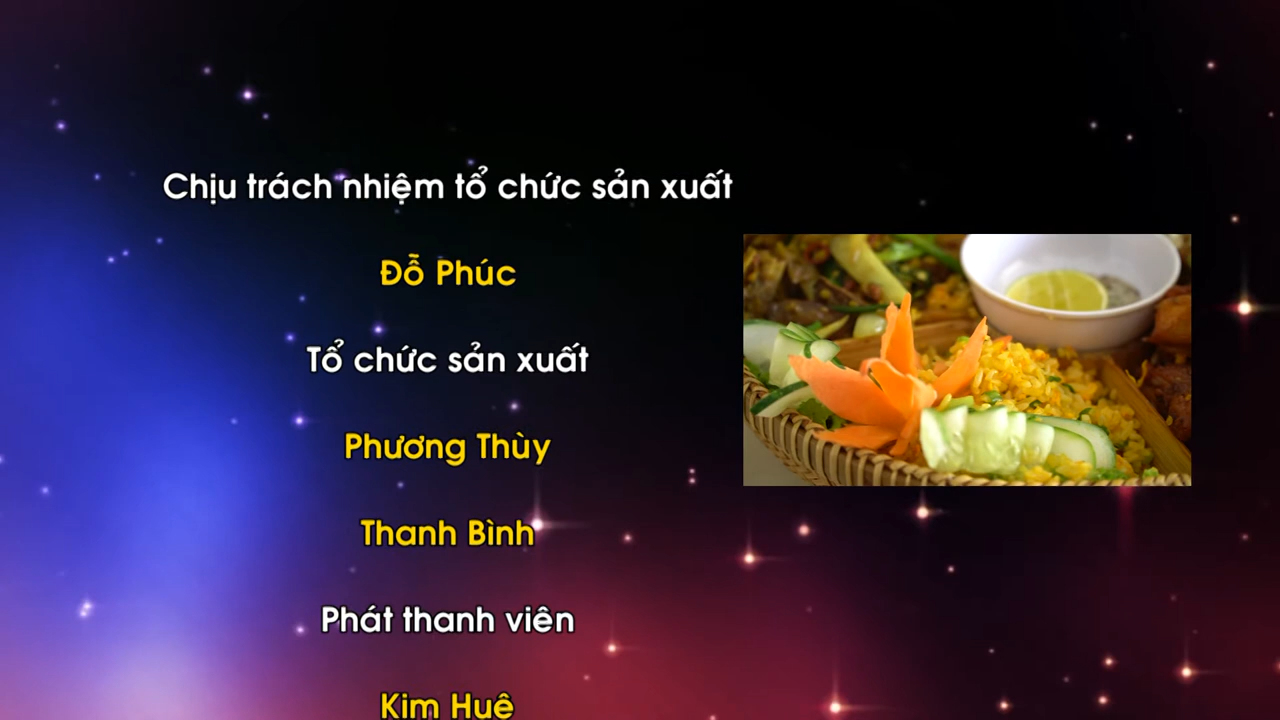 Chịu trách nhiệm tổ chức sản xuất
Đỗ Phúc
Tổ chức sản xuất
Phương Thùy
Thanh Bình
Phát thanh viên
Kim Huê